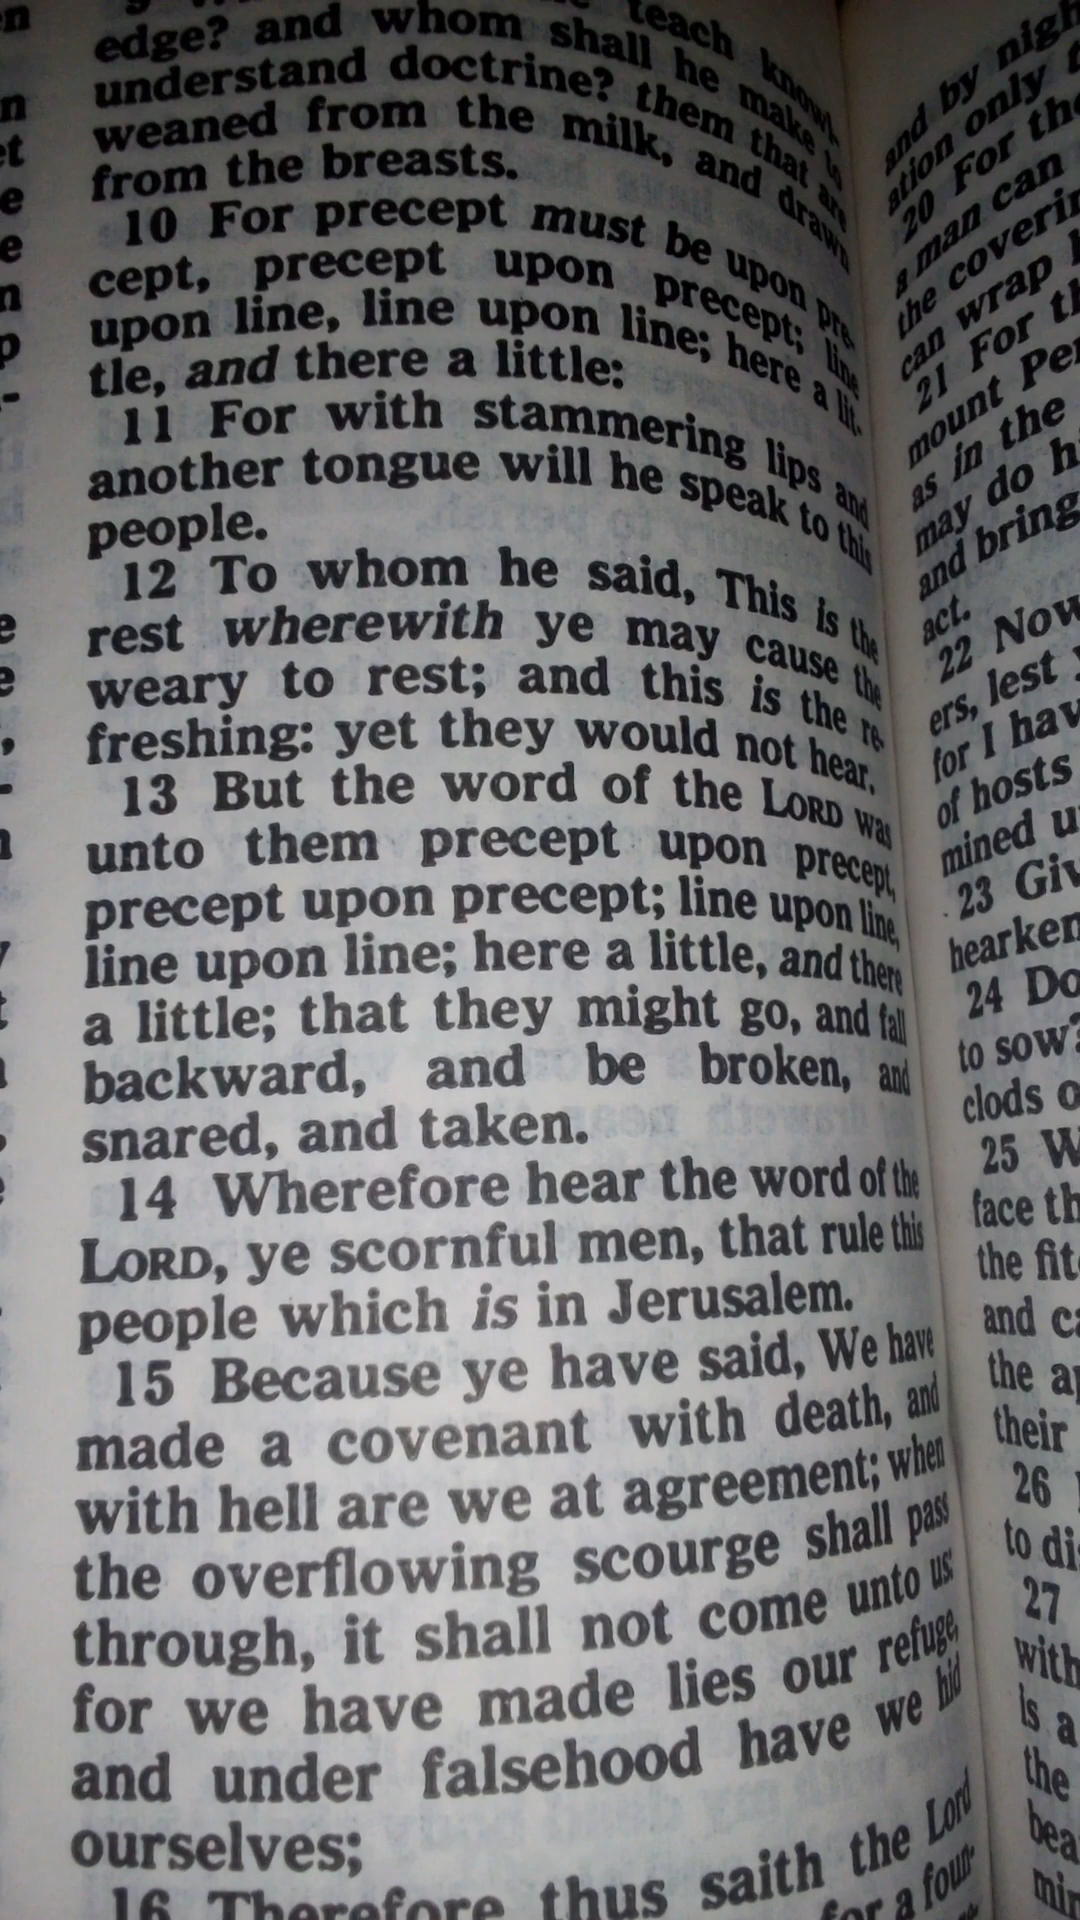 teach knowl-
edge? and whom shall he make to
understand doctrine? them that are
weaned from the milk, and drawn
from the breasts.
10 For precept must be upon pre-
cept, precept upon precept; line
upon line, line upon line; here a lit-
tle, and there a little:
11 For with stammering lips and
another tongue will he speak to this
people.
12 To whom he said, This is the
rest wherewith ye may cause the
weary to rest; and this is the re-
freshing: yet they would not hear.
13 But the word of the LORD was
unto them precept upon precept,
precept upon precept; line upon line,
line upon line; here a little, and there
a little; that they might go, and fall
backward, and be broken, and
snared, and taken.
14 Wherefore hear the word of the
LORD, ye scornful men, that rule this
people which is in Jerusalem.
15 Because ye have said, We have
made a covenant with death, and
with hell are we at agreement; when
the overflowing scourge shall pass
through, it shall not come unto us:
for we have made lies our refuge,
and under falsehood have we hid
ourselves;
16 Therefore thus saith the Lord
for a foun-
and by nigh
ation only
20 For the
a man can
the coverin
can wrap
21 For th
mount Per
as in the
may do h
and bring
act.
22 Now
ers, lest
for I hav
of hosts
mined u
23 Giv
hearken
24 Do
to sow?
clods o
25 W
face th
the fit
and ca
the ap
their
26
to di
27
with
is a
the
bea
min